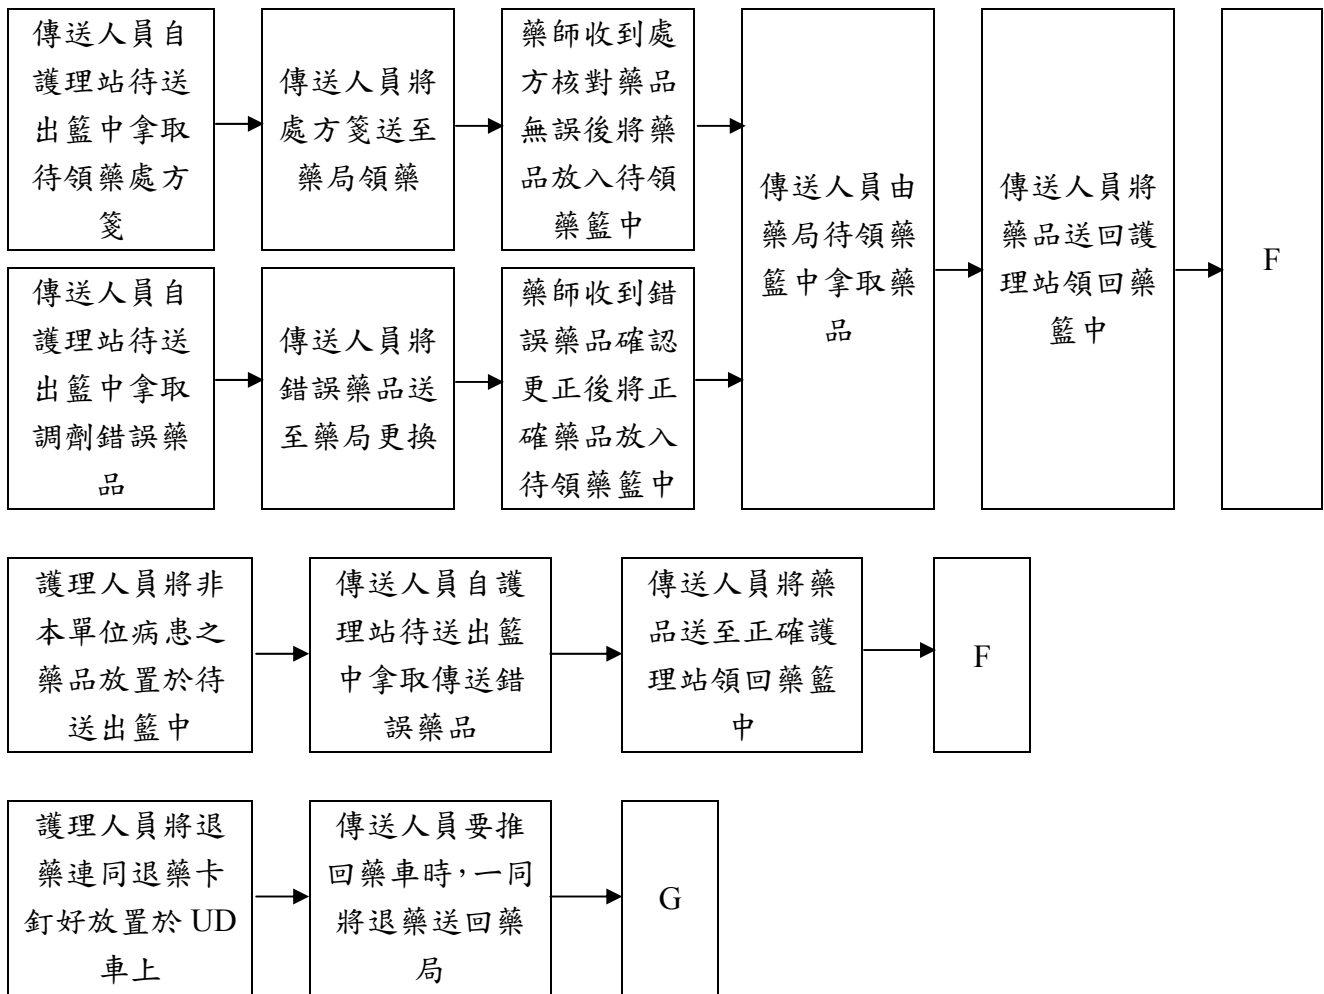 傳送人員自
護理站待送
出籃中拿取
待領藥處方
箋
傳送人員將
處方箋送至
藥局領藥
藥師收到處
方核對藥品
無誤後將藥
品放入待領
藥籃中
傳送人員自
護理站待送
出籃中拿取
調劑錯誤藥
品
傳送人員將
錯誤藥品送
至藥局更換
藥師收到錯
誤藥品確認
更正後將正
確藥品放入
待領藥籃中
傳送人員由
藥局待領藥
籃中拿取藥
品
傳送人員將
藥品送回護
理站領回藥
籃中
F
護理人員將非
本單位病患之
藥品放置於待
送出籃中
傳送人員自護
理站待送出籃
中拿取傳送錯
誤藥品
傳送人員將藥
品送至正確護
理站領回藥籃
中
F
護理人員將退
藥連同退藥卡
釘好放置於 UD
車上
傳送人員要推
回藥車時，一同
將退藥送回藥
局
G